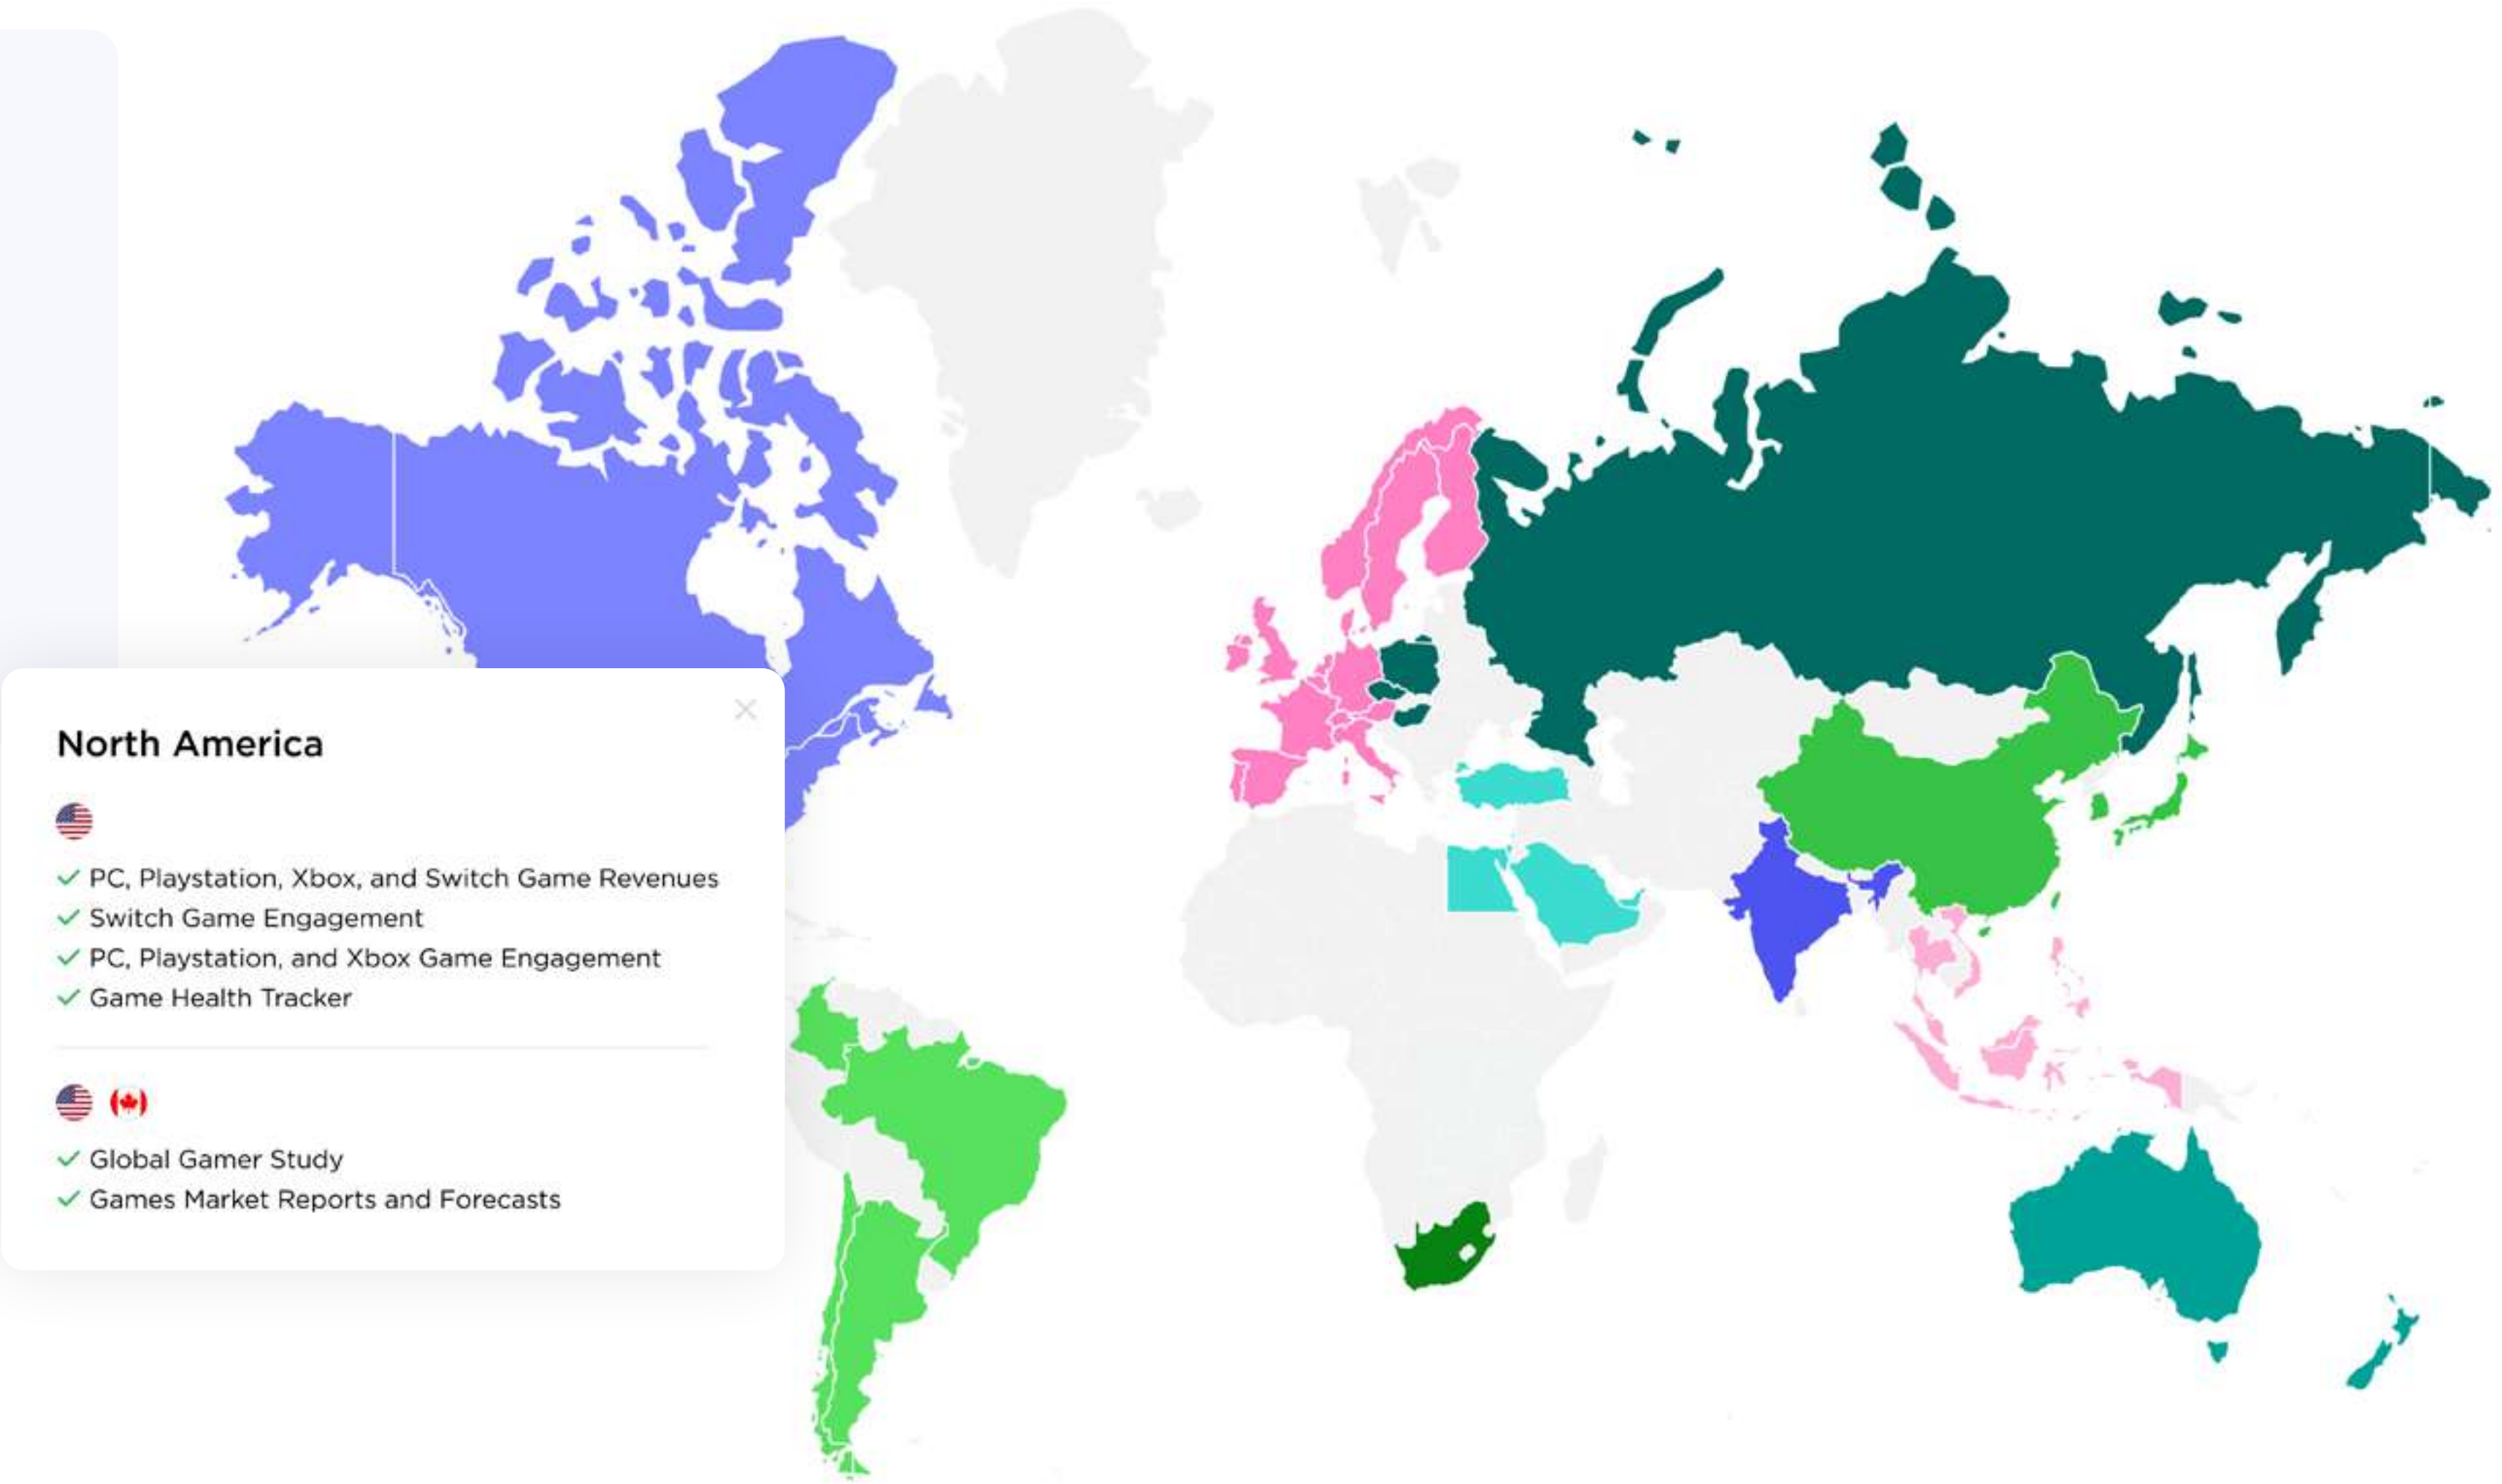 North America
PC, Playstation, Xbox, and Switch Game Revenues
Switch Game Engagement
PC, Playstation, and Xbox Game Engagement
Game Health Tracker
Global Gamer Study
Games Market Reports and Forecasts